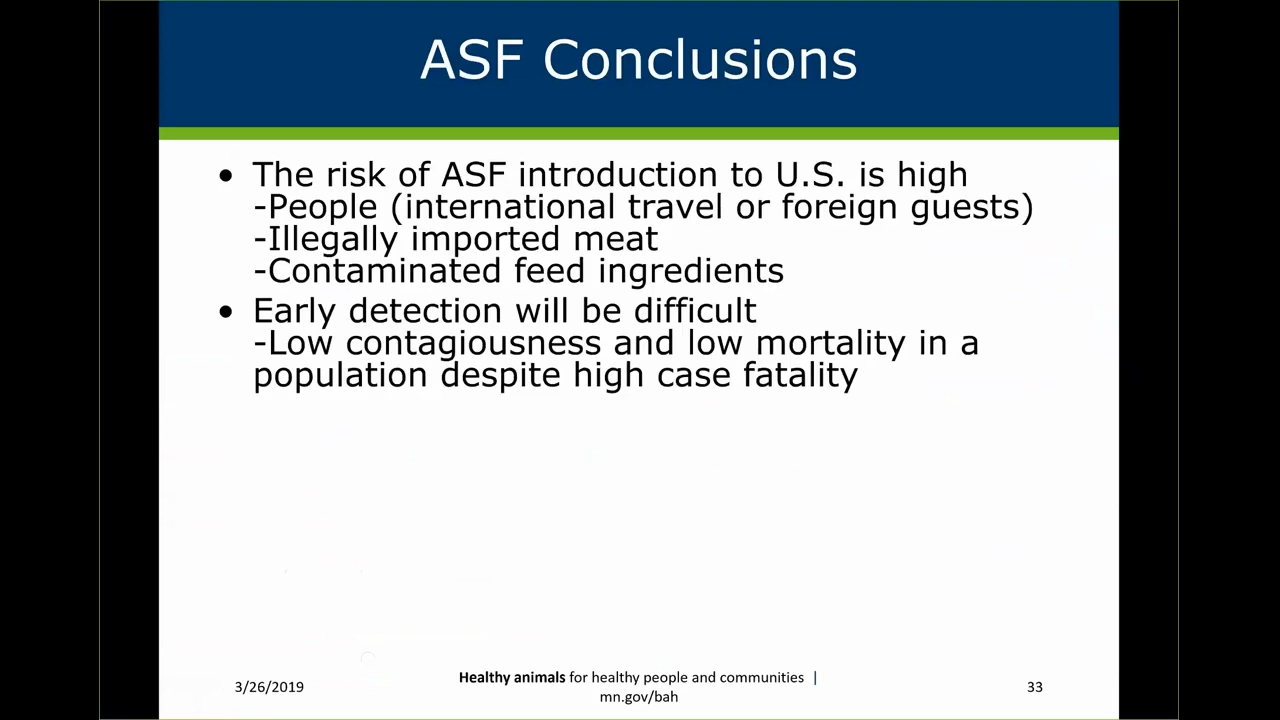 ASF Conclusions
• The risk of ASF introduction to U.S. is high
-People (international travel or foreign guests)
-Illegally imported meat
-Contaminated feed ingredients
• Early detection will be difficult
-Low contagiousness and low mortality in a
population despite high case fatality
3/26/2019
Healthy animals for healthy people and communities |
mn.gov/bah
33